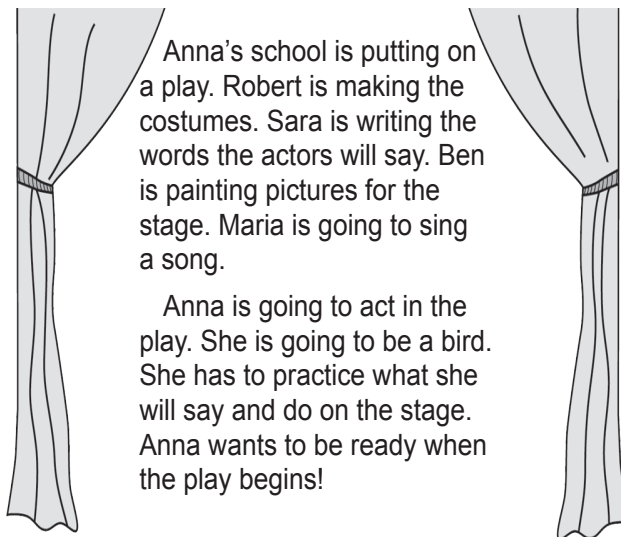 Anna’s school is putting on
a play. Robert is making the
costumes. Sara is writing the
words the actors will say. Ben
is painting pictures for the
stage. Maria is going to sing
a song.
Anna is going to act in the
play. She is going to be a bird.
She has to practice what she
will say and do on the stage.
Anna wants to be ready when
the play begins!